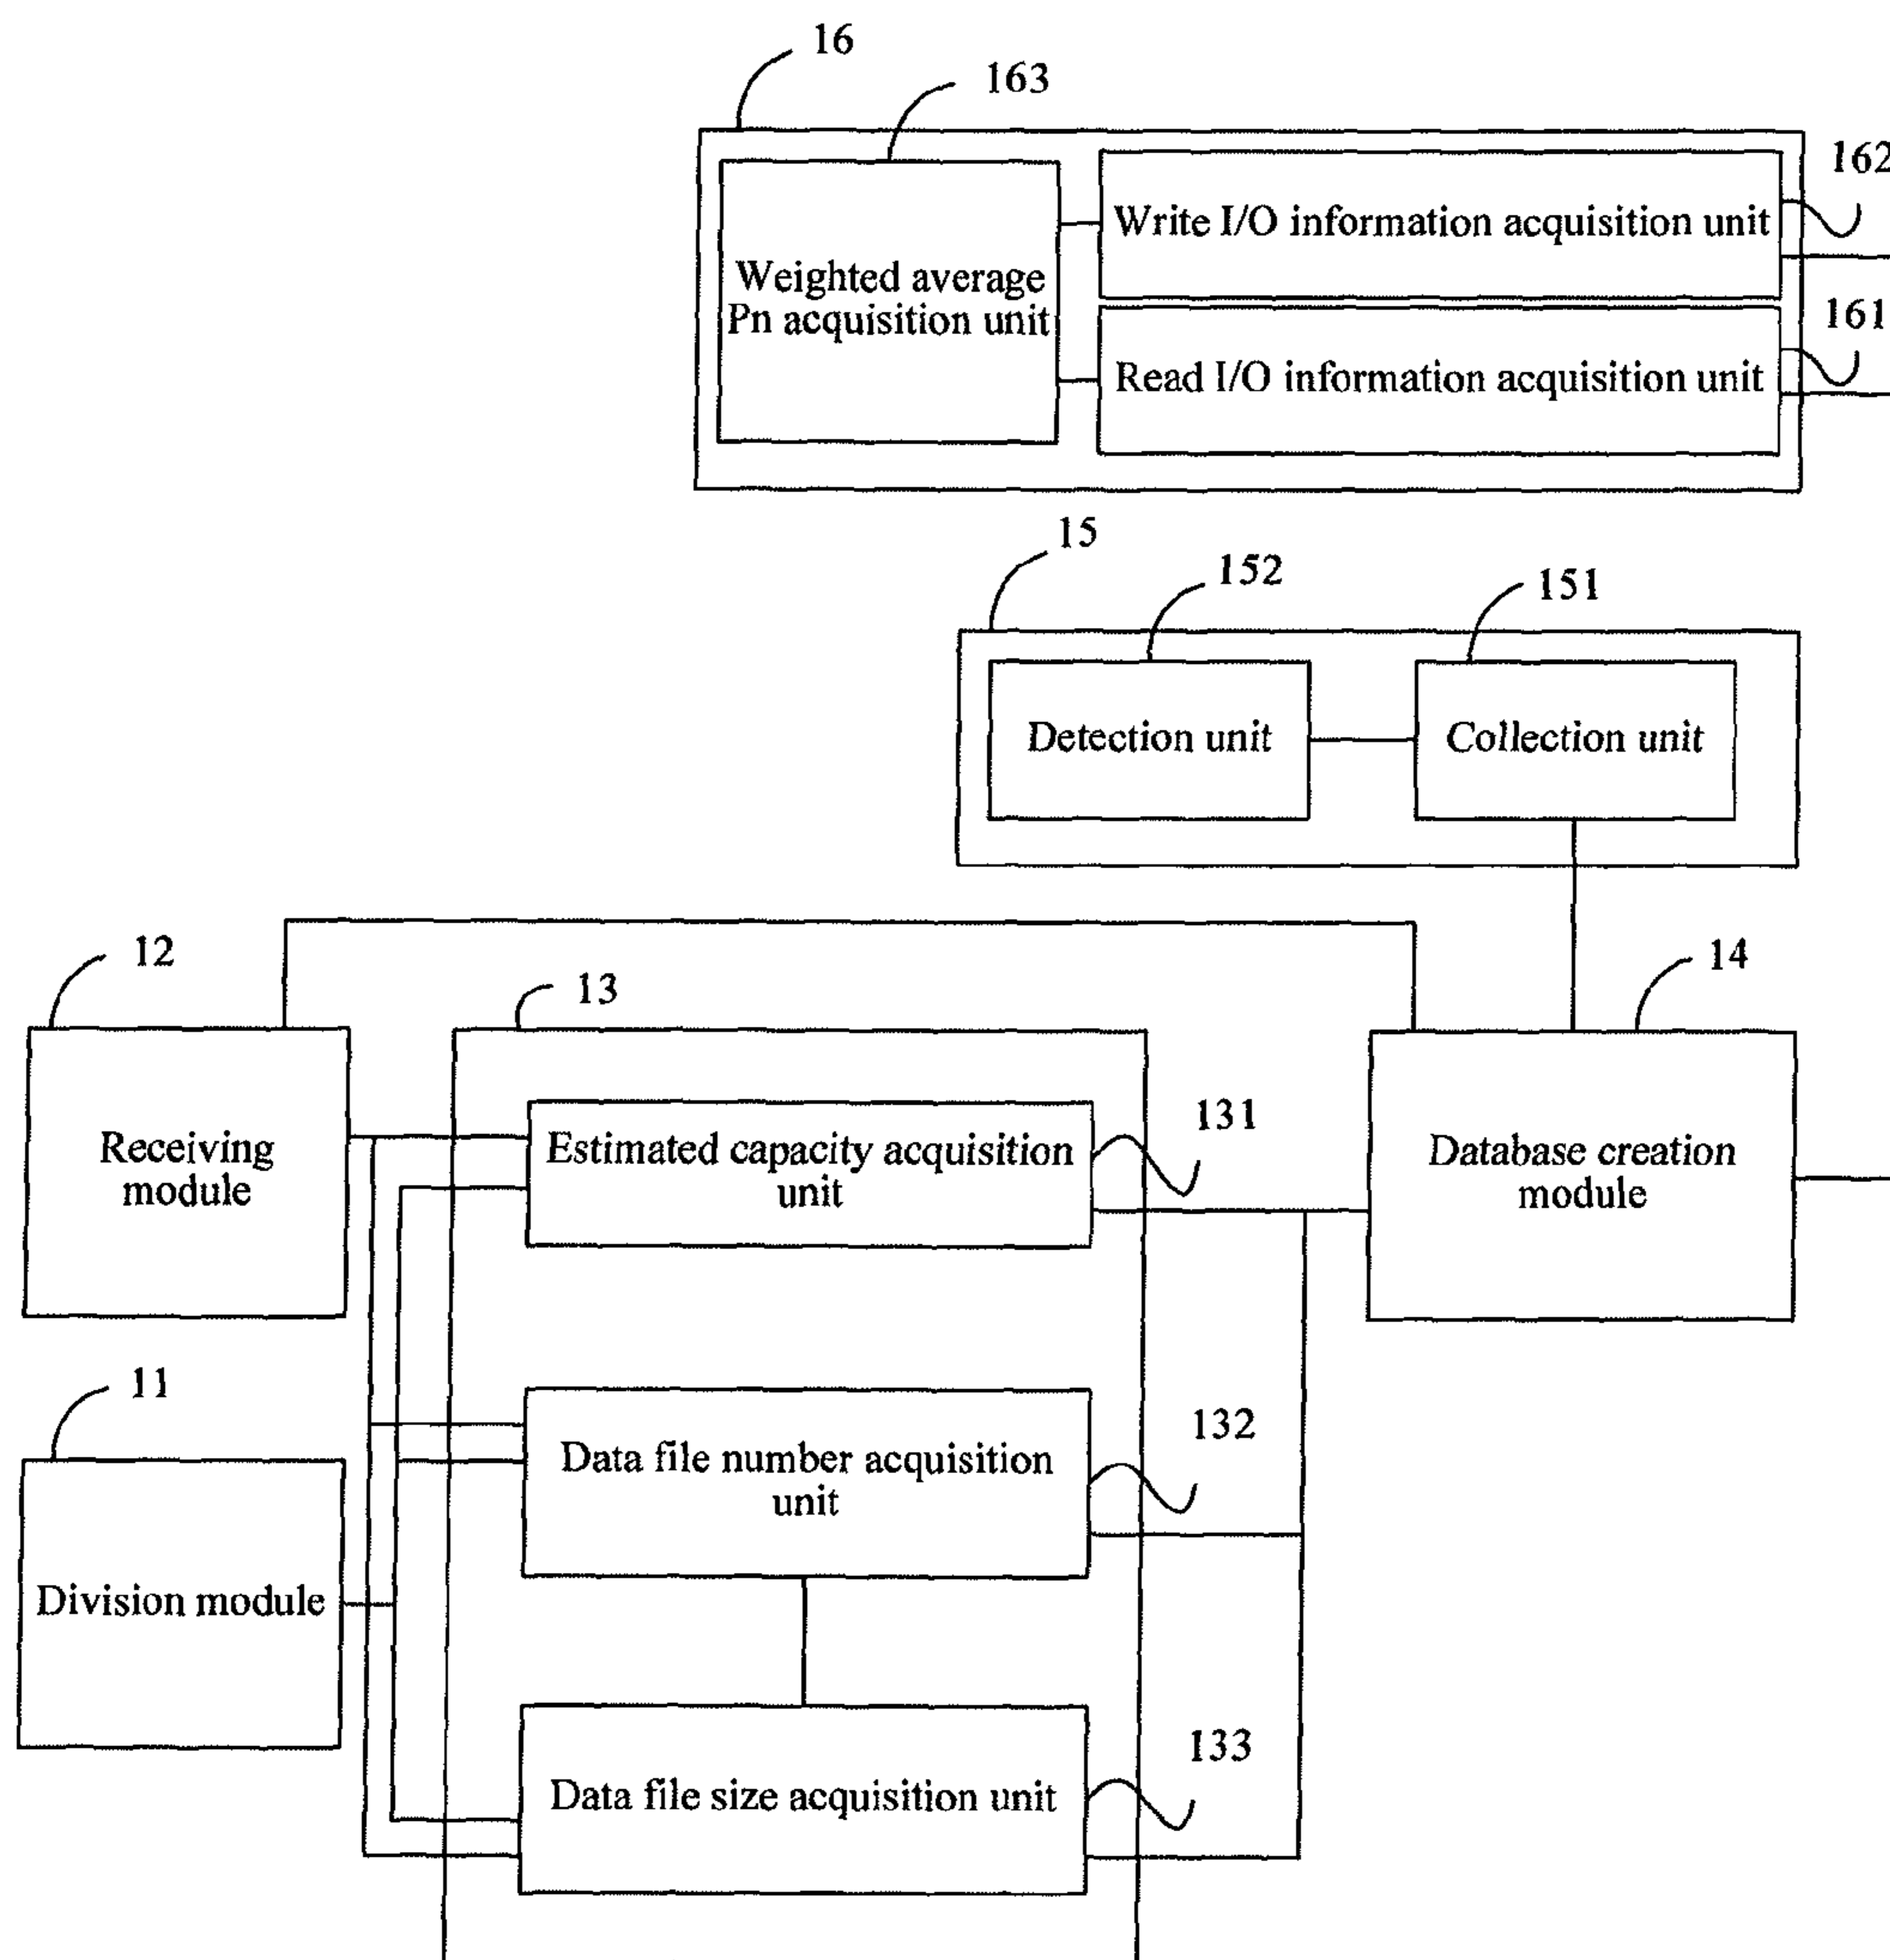 16
163
162
Write I/O information acquisition unit
Weighted average
Pn acquisition unit
161
Read I/O information acquisition unit
15
152
151
Detection unit
Collection unit
12
13
14
131
Receiving
module
Estimated capacity acquisition
unit
Database creation
module
11
132
Data file number acquisition
unit
Division module
133
Data file size acquisition unit